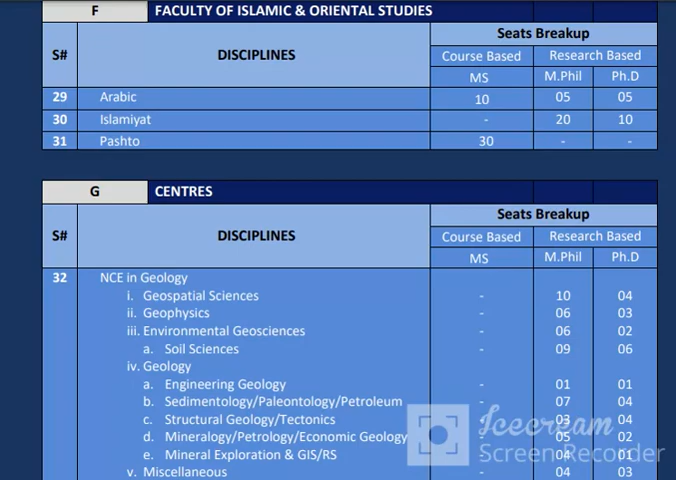 F FACULTY OF ISLAMIC & ORIENTAL STUDIES
S# DISCIPLINES Seats Breakup
Course Based Research Based
MS M.Phil Ph.D
29 Arabic 10 05 05
30 Islamiyat - 20 10
31 Pashto 30 - -
G CENTRES
S# DISCIPLINES Seats Breakup
Course Based Research Based
MS M.Phil Ph.D
32 NCE in Geology
i. Geospatial Sciences - 10 04
ii. Geophysics - 06 03
iii. Environmental Geosciences - 06 02
a. Soil Sciences - 09 06
iv. Geology
a. Engineering Geology - 01 01
b. Sedimentology/Paleontology/Petroleum - 07 04
c. Structural Geology/Tectonics - 03 04
d. Mineralogy/Petrology/Economic Geology - 05 02
e. Mineral Exploration & GIS/RS - 04 01
v. Miscellaneous - 04 03
Icecream
Screen Recorder